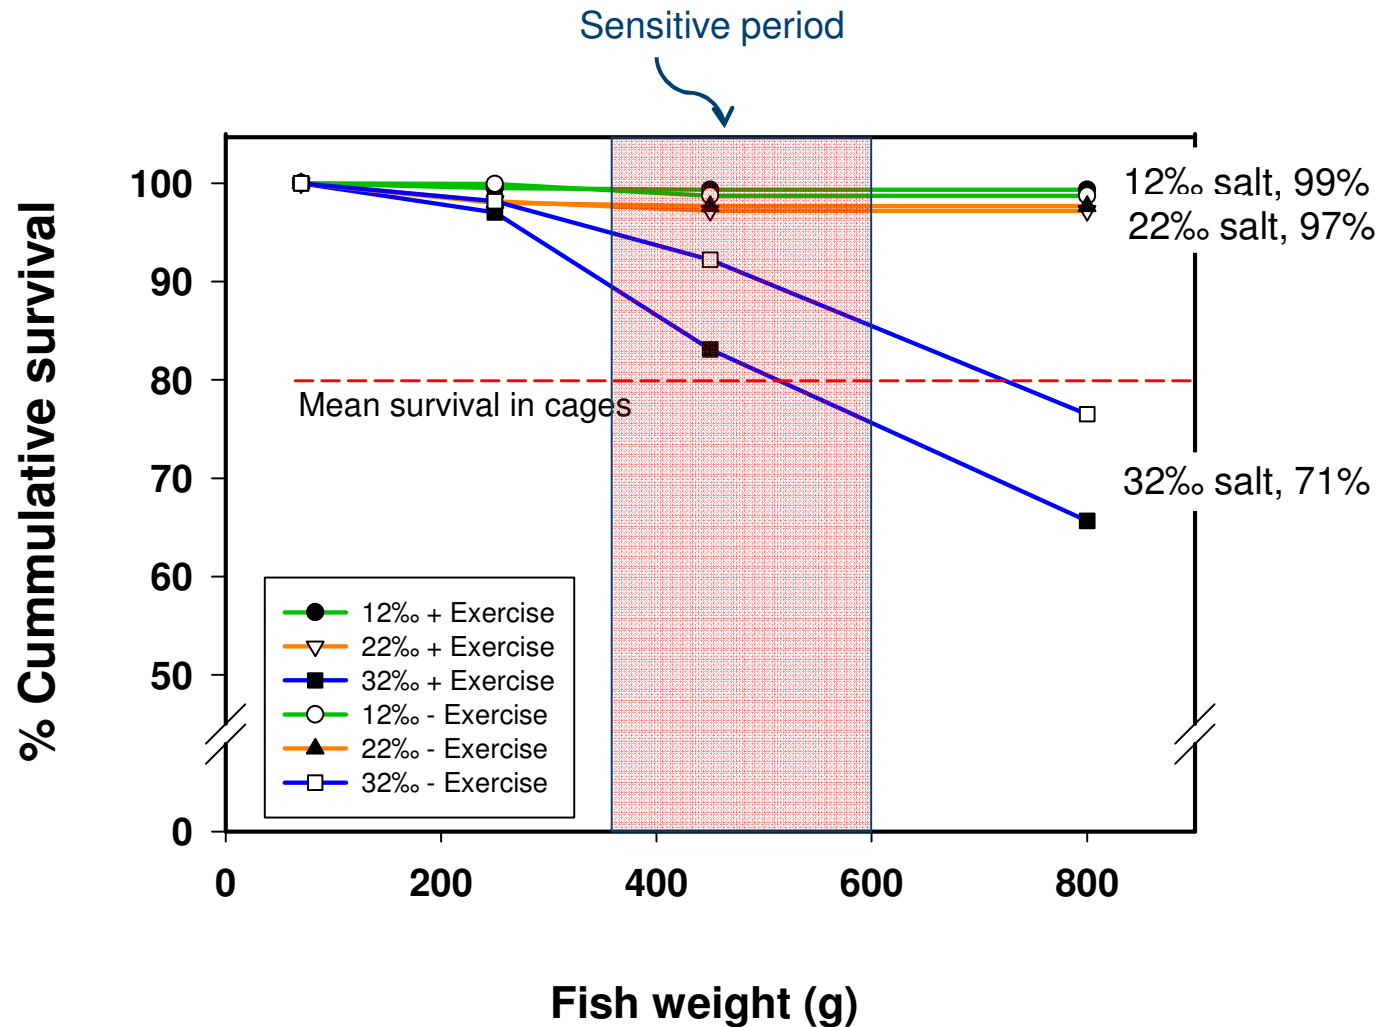 Sensitive period
% Cummulative survival
100
90
80
70
60
50
0
12‰ salt, 99%
22‰ salt, 97%
Mean survival in cages
32‰ salt, 71%
12‰ + Exercise
22‰ + Exercise
32‰ + Exercise
12‰ - Exercise
22‰ - Exercise
32‰ - Exercise
0 200 400 600 800
Fish weight (g)